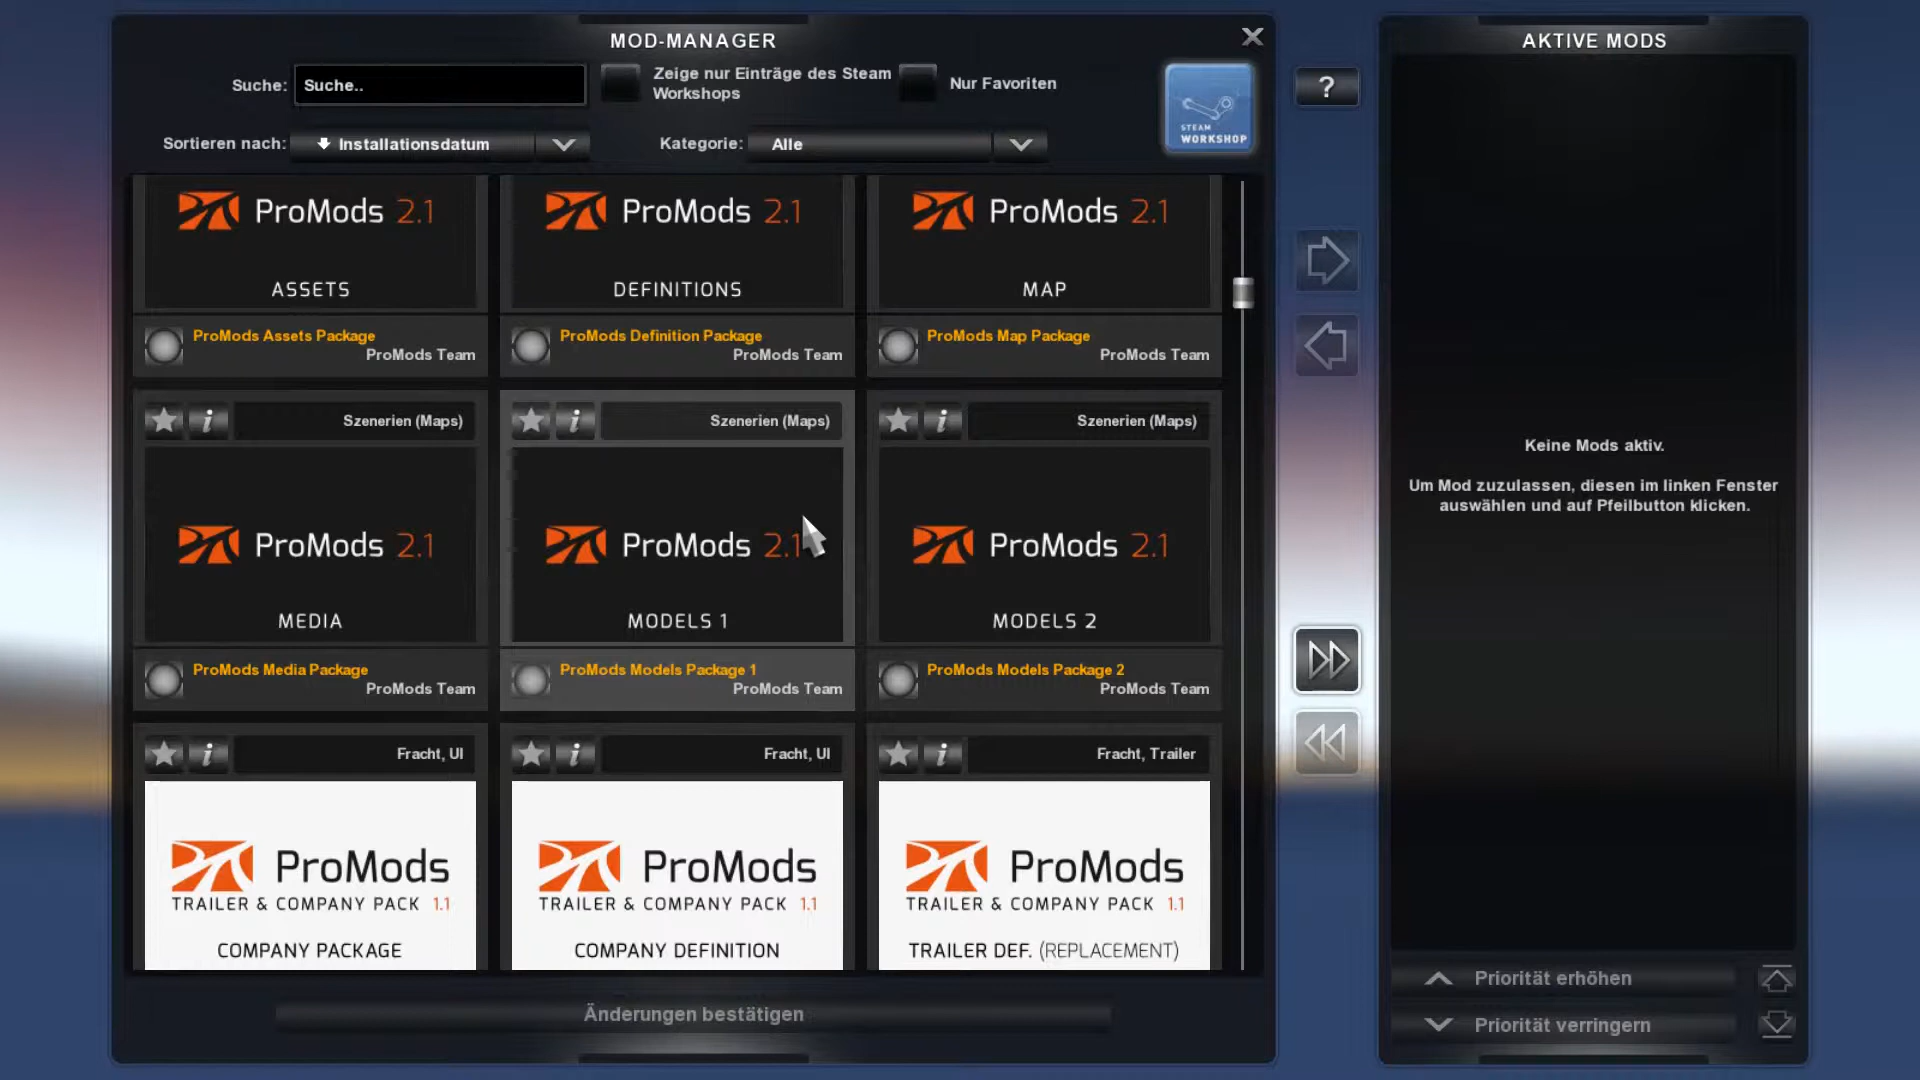 MOD-MANAGER
Suche:
Suche..
Zeige nur Einträge des Steam
Workshops
Nur Favoriten
STEAM
WORKSHOP
Sortieren nach:
Installationsdatum
Kategorie:
Alle
ProMods 2.1
ASSETS
ProMods Assets Package
ProMods Team
ProMods 2.1
DEFINITIONS
ProMods Definition Package
ProMods Team
ProMods 2.1
MAP
ProMods Map Package
ProMods Team
i
Szenerien (Maps)
ProMods 2.1
MEDIA
ProMods Media Package
ProMods Team
i
Szenerien (Maps)
ProMods 2.1
MODELS 1
ProMods Models Package 1
ProMods Team
i
Szenerien (Maps)
ProMods 2.1
MODELS 2
ProMods Models Package 2
ProMods Team
i
Fracht, UI
ProMods
TRAILER & COMPANY PACK 1.1
COMPANY PACKAGE
i
Fracht, UI
ProMods
TRAILER & COMPANY PACK 1.1
COMPANY DEFINITION
i
Fracht, Trailer
ProMods
TRAILER & COMPANY PACK 1.1
TRAILER DEF. (REPLACEMENT)
Änderungen bestätigen
?
AKTIVE MODS
Keine Mods aktiv.
Um Mod zuzulassen, diesen im linken Fenster
auswählen und auf Pfeilbutton klicken.
Priorität erhöhen
Priorität verringern